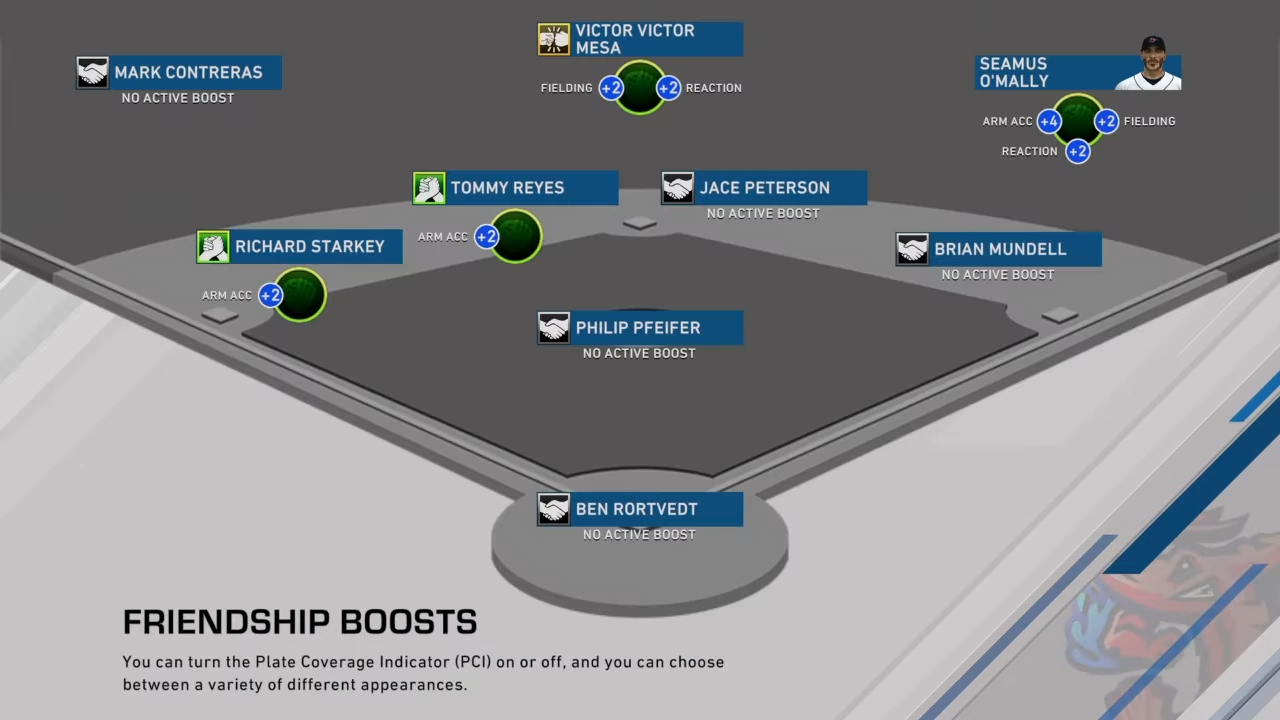 VICTOR VICTOR
MESA
FIELDING +2 +2 REACTION
MARK CONTRERAS
NO ACTIVE BOOST
SEAMUS
O'MALLY
ARM ACC +4 +2 FIELDING
REACTION +2
TOMMY REYES
ARM ACC +2
JACE PETERSON
NO ACTIVE BOOST
RICHARD STARKEY
ARM ACC +2
BRIAN MUNDELL
NO ACTIVE BOOST
PHILIP PFEIFER
NO ACTIVE BOOST
BEN RORTVEDT
NO ACTIVE BOOST
FRIENDSHIP BOOSTS
You can turn the Plate Coverage Indicator (PCI) on or off, and you can choose
between a variety of different appearances.